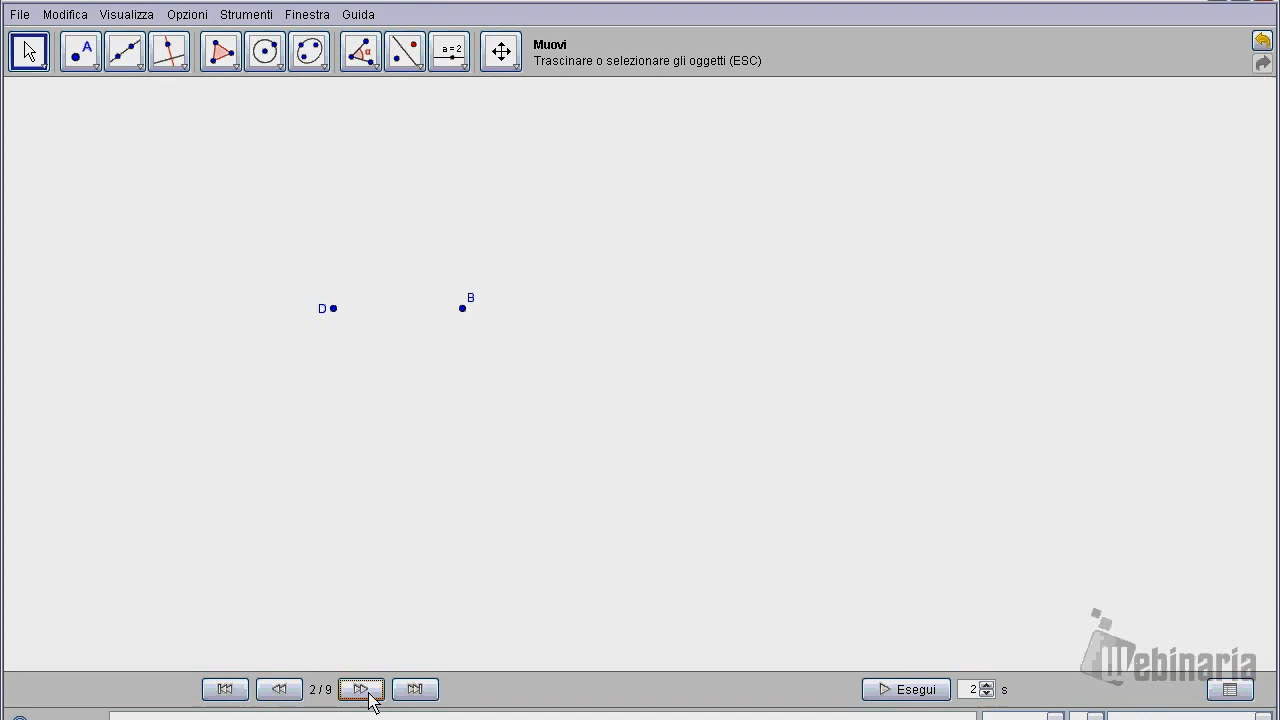 File Modifica Visualizza Opzioni Strumenti Finestra Guida
A
α
a = 2
Muovi
Trascinare o selezionare gli oggetti (ESC)
D
B
2 / 9
Esegui
2 s
Webinaria